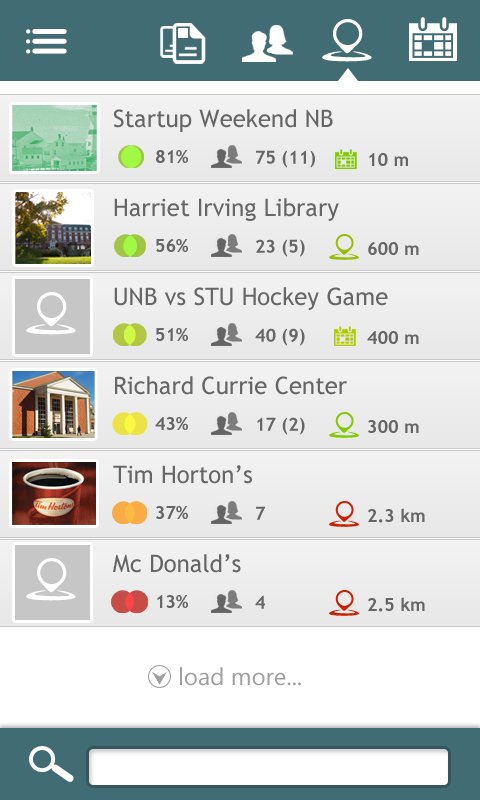 Startup Weekend NB
81% 75 (11) 10 m
Harriet Irving Library
56% 23 (5) 600 m
UNB vs STU Hockey Game
51% 40 (9) 400 m
Richard Currie Center
43% 17 (2) 300 m
Tim Horton's
Tim Hortons
37% 7 2.3 km
Mc Donald's
13% 4 2.5 km
load more...